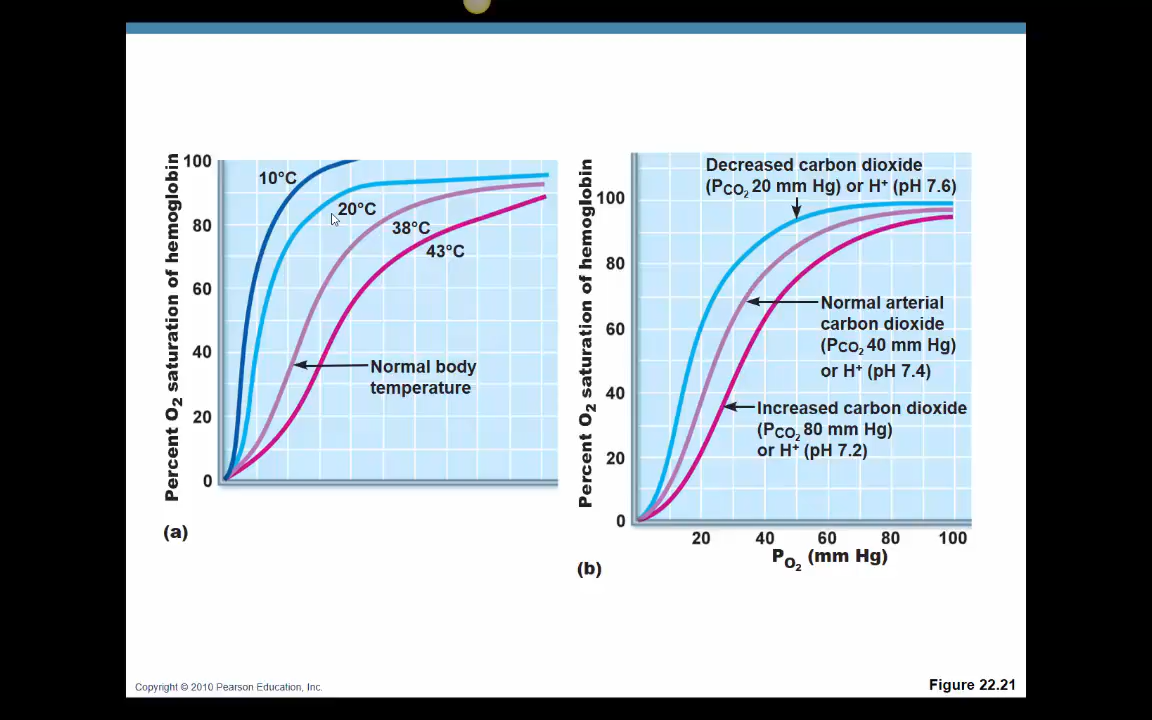 Percent O2 saturation of hemoglobin
100
80
60
40
20
0
10°C
20°C
38°C
43°C
Normal body
temperature
(a)
Percent O2 saturation of hemoglobin
100
80
60
40
20
0
Decreased carbon dioxide
(PCO2 20 mm Hg) or H+ (pH 7.6)
Normal arterial
carbon dioxide
(PCO2 40 mm Hg)
or H+ (pH 7.4)
Increased carbon dioxide
(PCO2 80 mm Hg)
or H+ (pH 7.2)
20 40 60 80 100
PO2 (mm Hg)
(b)
Copyright © 2010 Pearson Education, Inc.
Figure 22.21